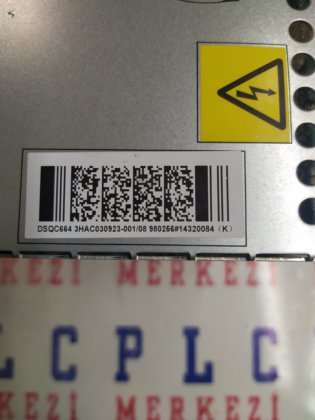 DSQC664 3HAC030923-001/08 980256#14320084 (K)
MERKEZİ MERKEZİ
LCPLC
MERKEZİ MERKEZİ